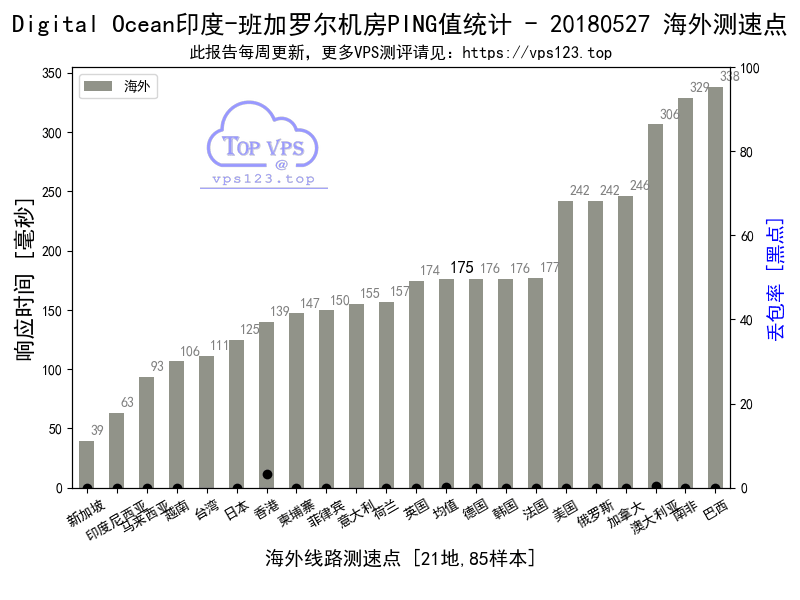 Digital Ocean印度-班加罗尔机房PING值统计 - 20180527 海外测速点
此报告每周更新，更多VPS测评请见：https://vps123.top
海外
TOP VPS
@
vps123.top
响应时间 [毫秒]
350
300
250
200
150
100
50
0
39
63
93
106
111
125
139
147
150
155
157
174
175
176
176
177
242
242
246
306
329
338
100
80
60
40
20
0
丢包率 [黑点]
新加坡
印度尼西亚
马来西亚
越南
台湾
日本
香港
柬埔寨
菲律宾
意大利
荷兰
英国
均值
德国
韩国
法国
美国
俄罗斯
加拿大
澳大利亚
南非
巴西
海外线路测速点 [21地,85样本]